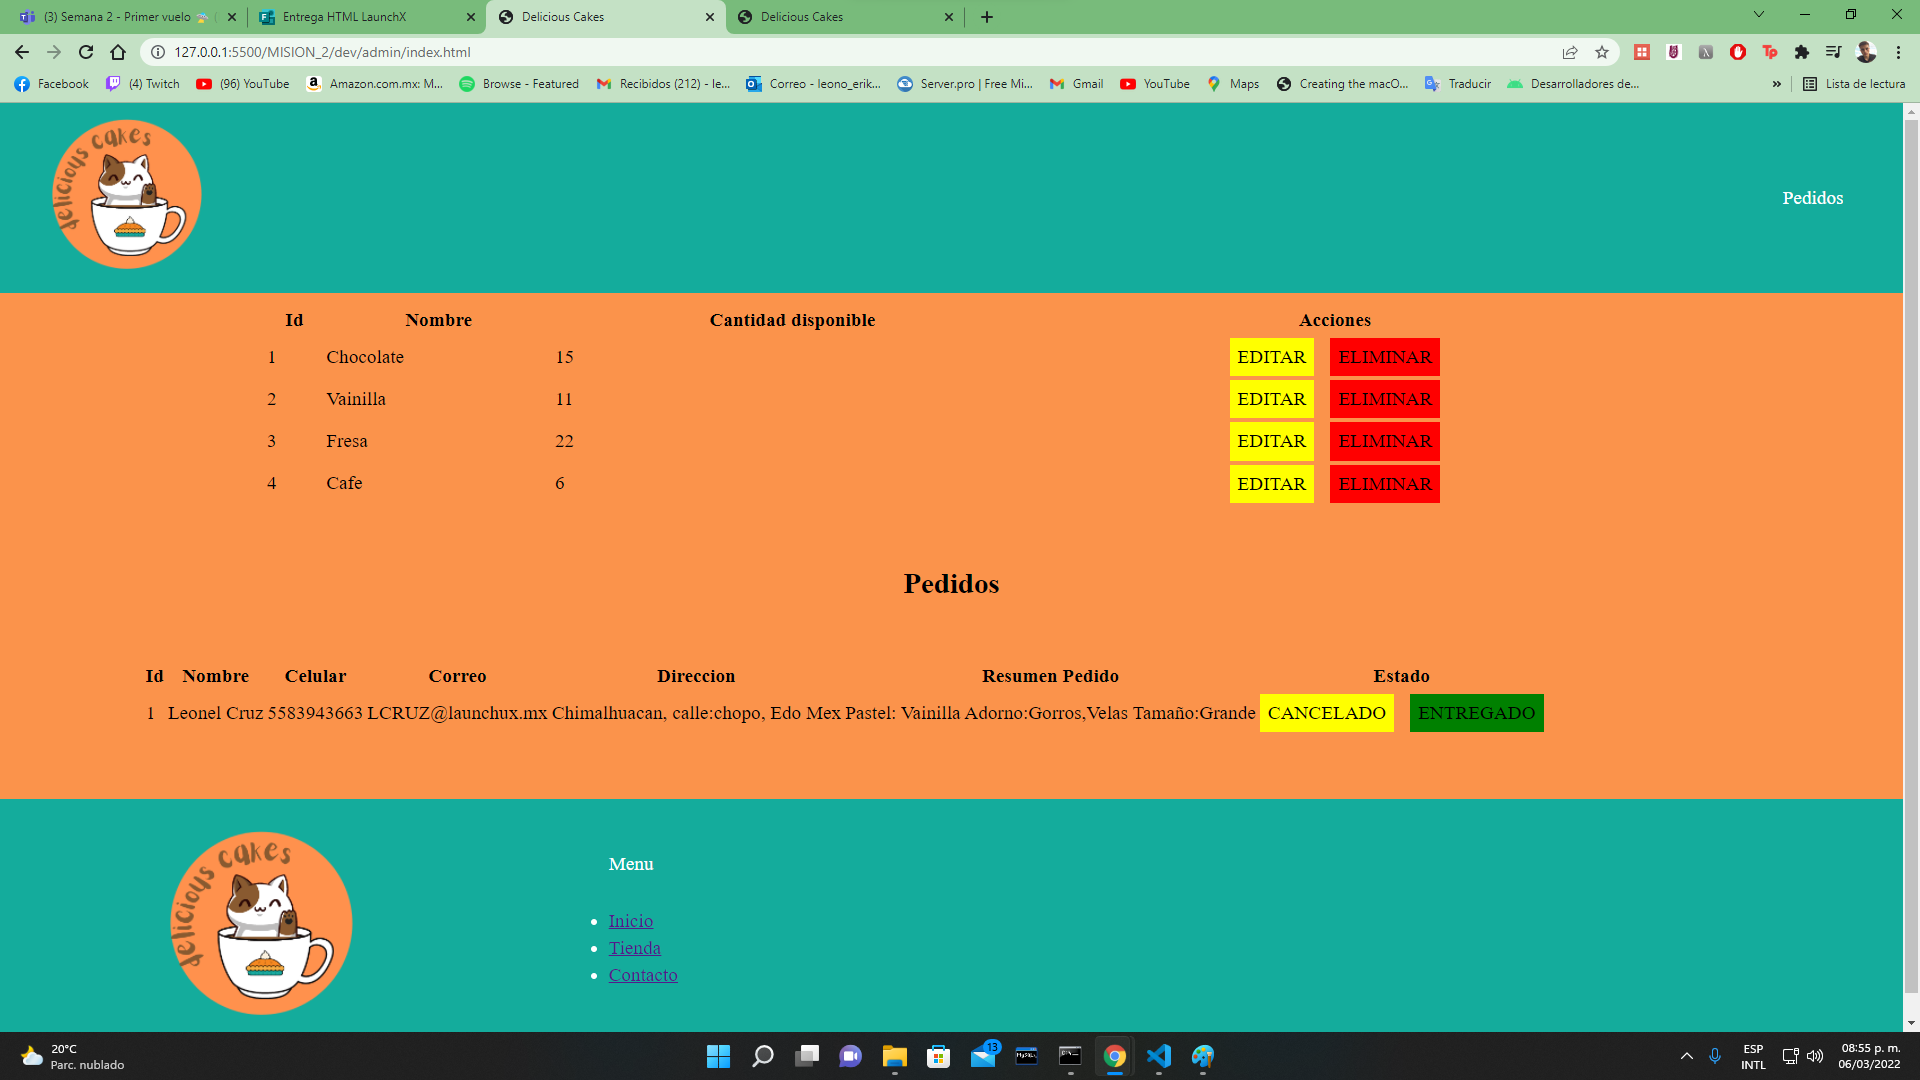 (3) Semana 2 - Primer vuelo
Entrega HTML LaunchX
Delicious Cakes
Delicious Cakes
127.0.0.1:5500/MISION_2/dev/admin/index.html
Facebook
(4) Twitch
(96) YouTube
Amazon.com.mx: M...
Browse - Featured
Recibidos (212) - le...
Correo - leono_erik...
Server.pro | Free Mi...
Gmail
YouTube
Maps
Creating the macO...
Traducir
Desarrolladores de...
»
Lista de lectura
delicious cakes
Pedidos
Id Nombre Cantidad disponible Acciones
1 Chocolate 15 EDITAR ELIMINAR
2 Vainilla 11 EDITAR ELIMINAR
3 Fresa 22 EDITAR ELIMINAR
4 Cafe 6 EDITAR ELIMINAR
Pedidos
Id Nombre Celular Correo Direccion Resumen Pedido Estado
1 Leonel Cruz 5583943663 LCRUZ@launchux.mx Chimalhuacan, calle:chopo, Edo Mex Pastel: Vainilla Adorno:Gorros,Velas Tamaño:Grande CANCELADO ENTREGADO
delicious cakes
Menu
Inicio
Tienda
Contacto
20°C
Parc. nublado
13
MySQL
ESP
INTL
08:55 p. m.
06/03/2022